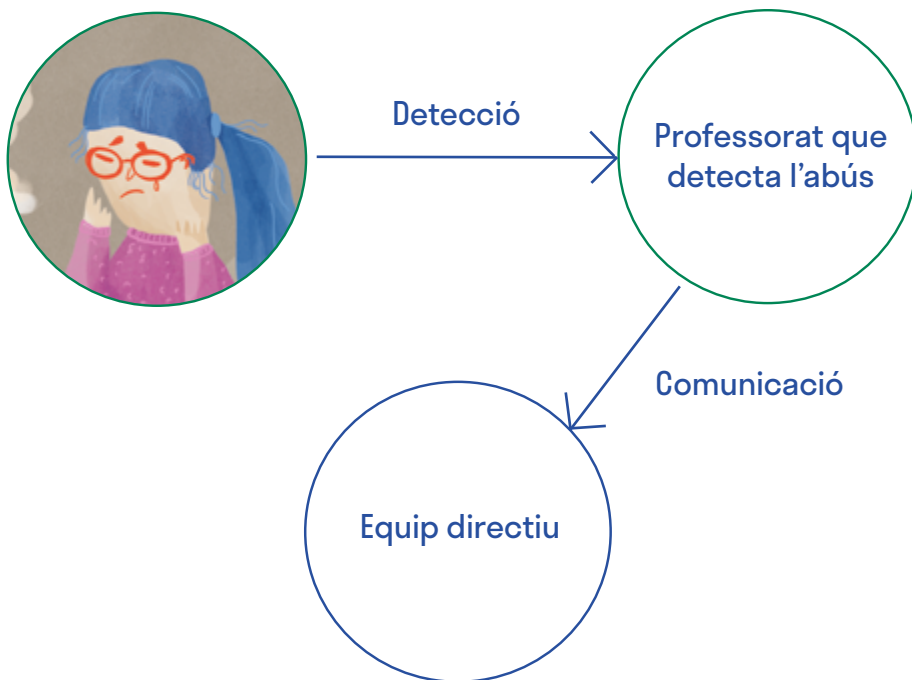 Detecció
Professorat que
detecta l'abús
Comunicació
Equip directiu